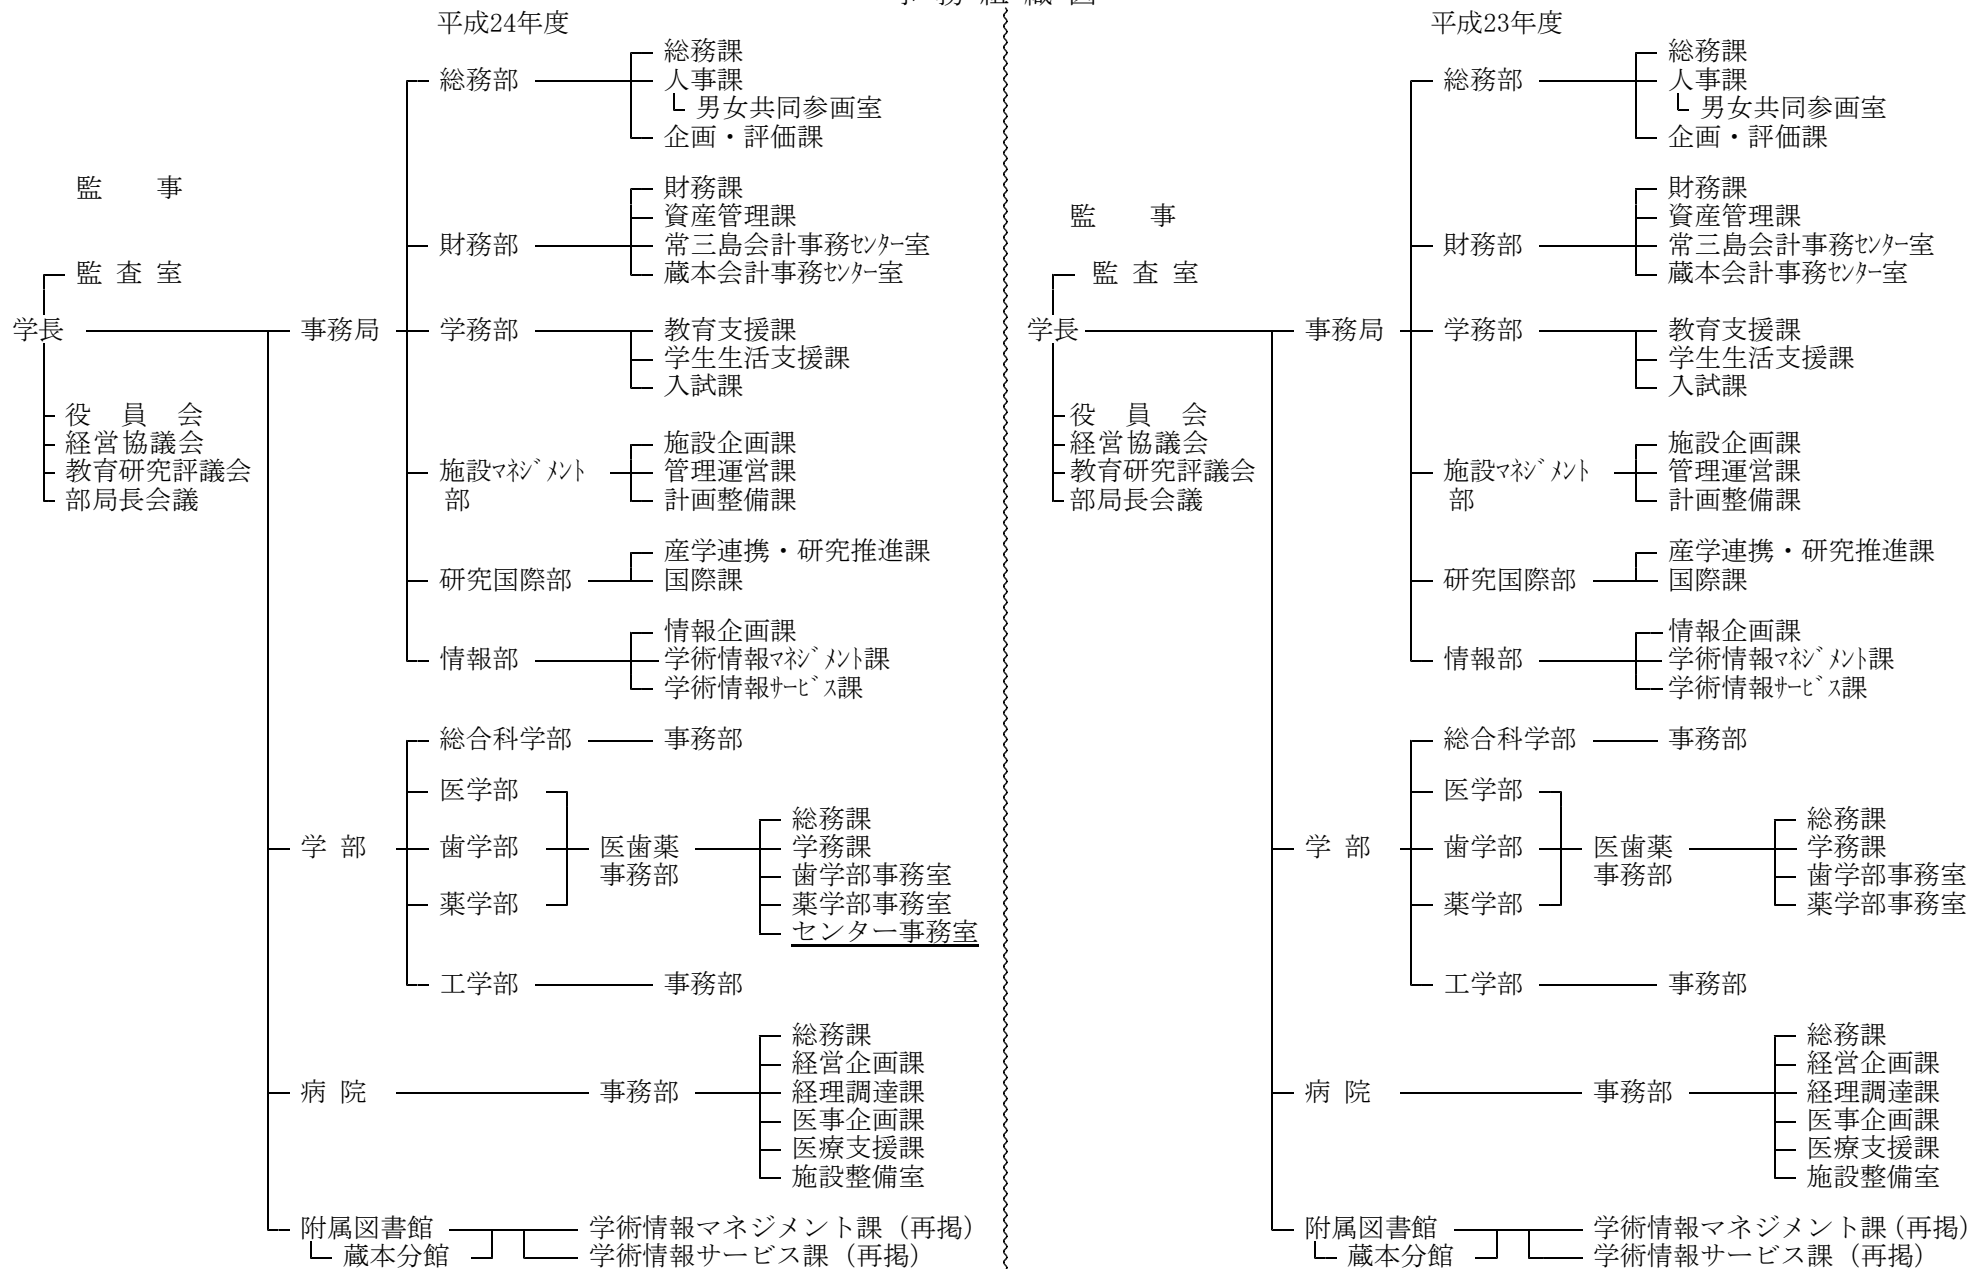 事務組織図
平成24年度
総務課
総務部
人事課
男女共同参画室
企画・評価課
監 事
財務課
資産管理課
財務部
常三島会計事務センター室
監査室
蔵本会計事務センター室
学長
事務局
学務部
教育支援課
学生生活支援課
入試課
役員会
経営協議会
教育研究評議会
部局長会議
施設企画課
施設マネジメント部
管理運営課
計画整備課
産学連携・研究推進課
研究国際部
国際課
情報企画課
情報部
学術情報マネジメント課
学術情報サービス課
総合科学部
事務部
医学部
総務課
学部
歯学部
医歯薬事務部
学務課
歯学部事務室
薬学部
薬学部事務室
センター事務室
工学部
事務部
総務課
経営企画課
病院
事務部
経理調達課
医事企画課
医療支援課
施設整備室
附属図書館
学術情報マネジメント課（再掲）
蔵本分館
学術情報サービス課（再掲）
平成23年度
総務課
総務部
人事課
男女共同参画室
企画・評価課
監 事
財務課
資産管理課
財務部
常三島会計事務センター室
監査室
蔵本会計事務センター室
学長
事務局
学務部
教育支援課
学生生活支援課
入試課
役員会
経営協議会
教育研究評議会
部局長会議
施設企画課
施設マネジメント部
管理運営課
計画整備課
産学連携・研究推進課
研究国際部
国際課
情報企画課
情報部
学術情報マネジメント課
学術情報サービス課
総合科学部
事務部
医学部
総務課
学部
歯学部
医歯薬事務部
学務課
歯学部事務室
薬学部
薬学部事務室
工学部
事務部
総務課
経営企画課
病院
事務部
経理調達課
医事企画課
医療支援課
施設整備室
附属図書館
学術情報マネジメント課（再掲）
蔵本分館
学術情報サービス課（再掲）